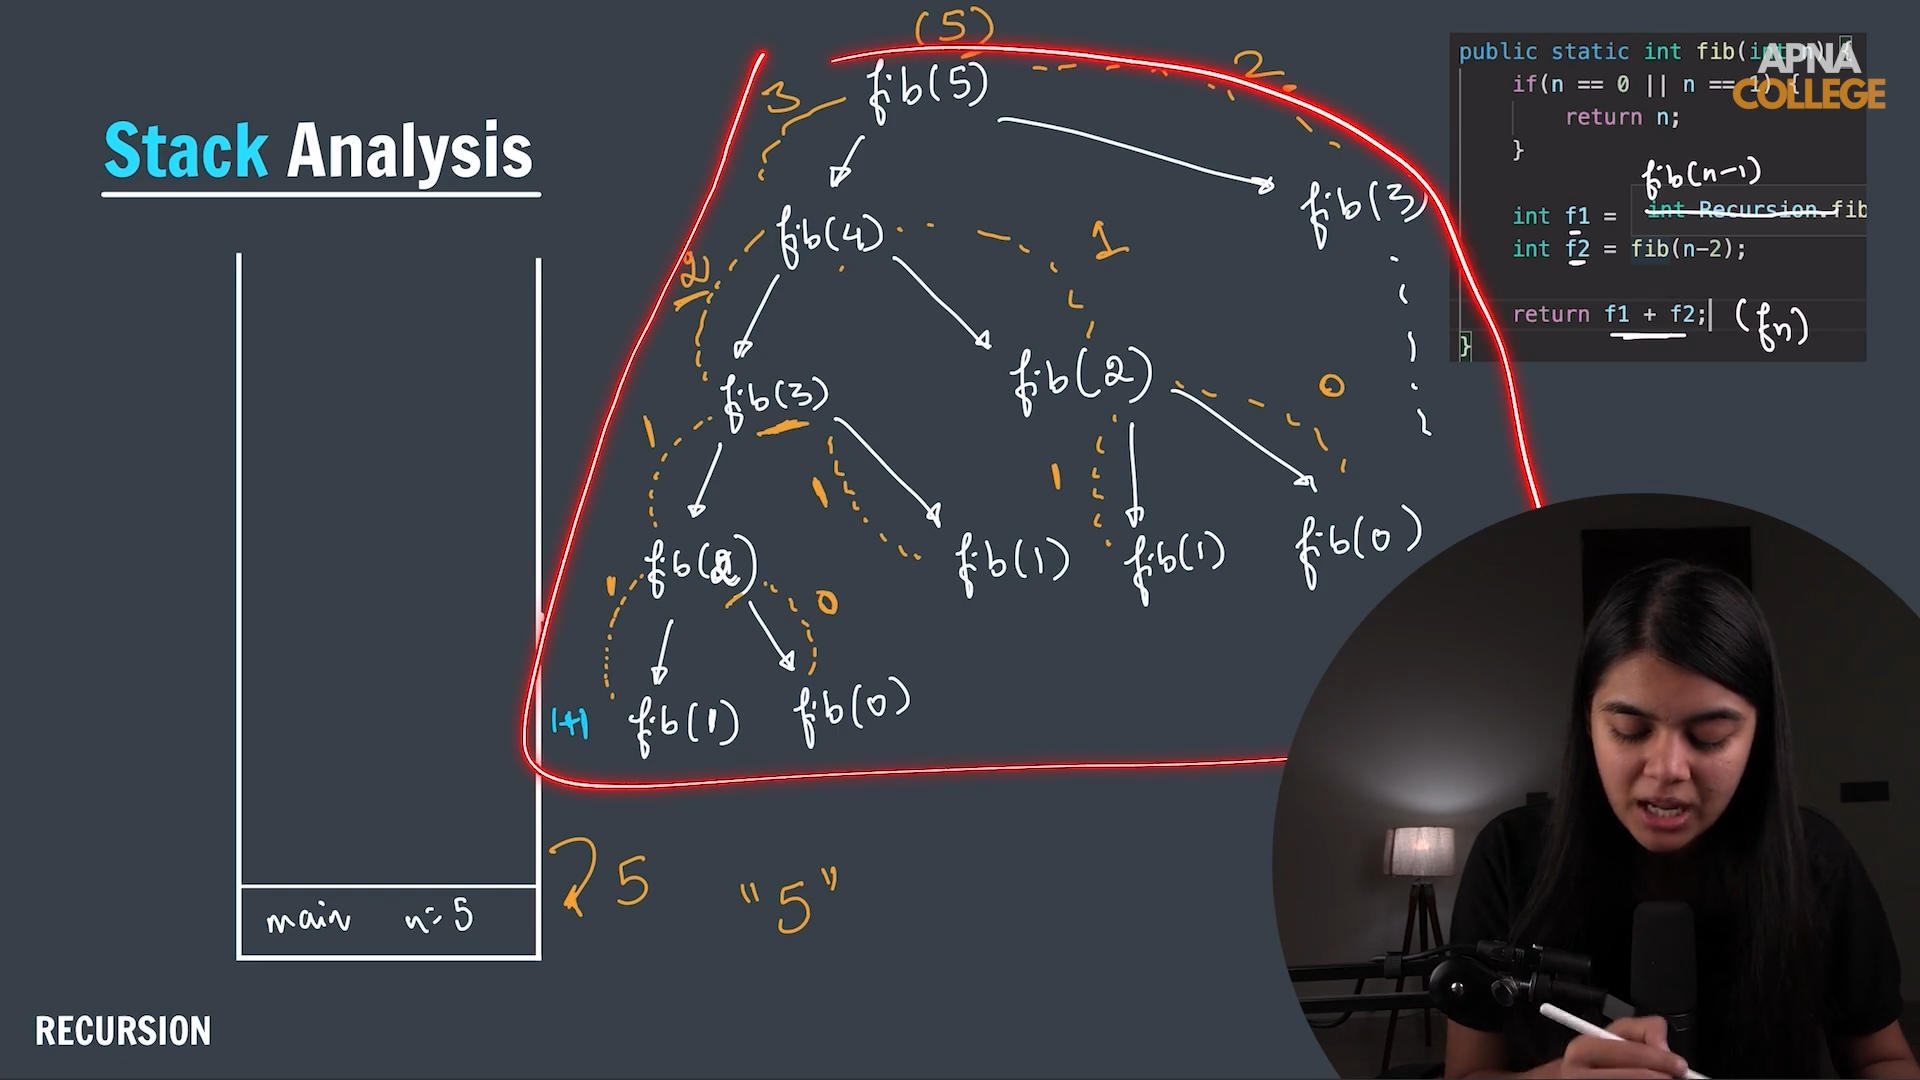 Stack Analysis
(5)
fib(5)
3
2
fib(4)
fib(3)
2
1
fib(3)
fib(2)
1
1
1
0
fib(2)
fib(1)
fib(1)
fib(0)
1
0
1+1
fib(1)
fib(0)
5
"5"
main n=5
RECURSION
public static int fib(int n) {
if(n == 0 || n == 1) {
return n;
}
fib(n-1)
int f1 = int Recursion.fib
int f2 = fib(n-2);
return f1 + f2; (fn)
}
APNA
COLLEGE